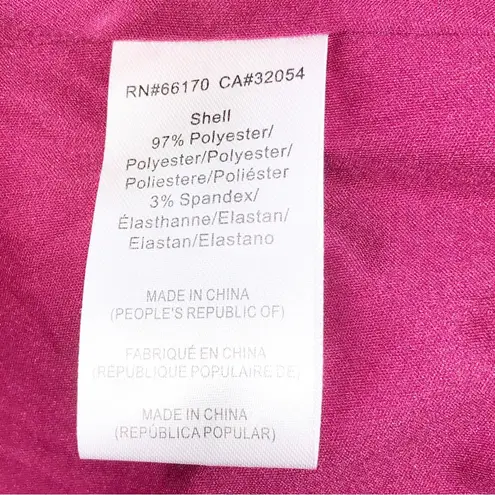 RN#66170 CA#32054
Shell
97% Polyester/
Polyester/Polyester/
Poliestere/Poliéster
3% Spandex/
Élasthanne/Elastan/
Elastan/Elastano
MADE IN CHINA
(PEOPLE'S REPUBLIC OF)
FABRIQUÉ EN CHINA
(RÉPUBLIQUE POPULAIRE DE)
MADE IN CHINA
(REPÚBLICA POPULAR)